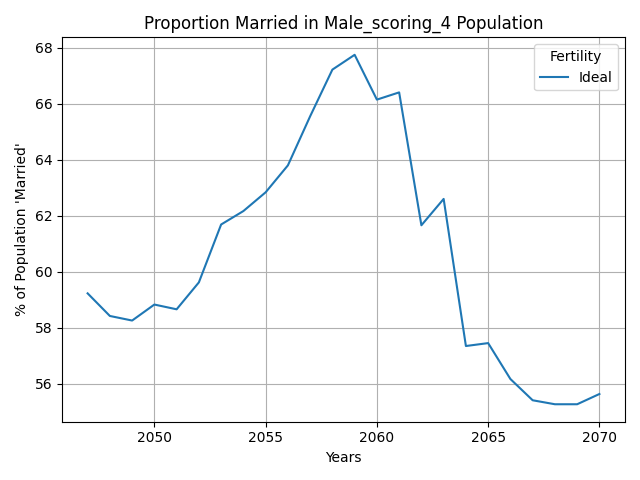 Proportion Married in Male_scoring_4 Population
Fertility
Ideal
% of Population 'Married'
68
66
64
62
60
58
56
2050 2055 2060 2065 2070
Years